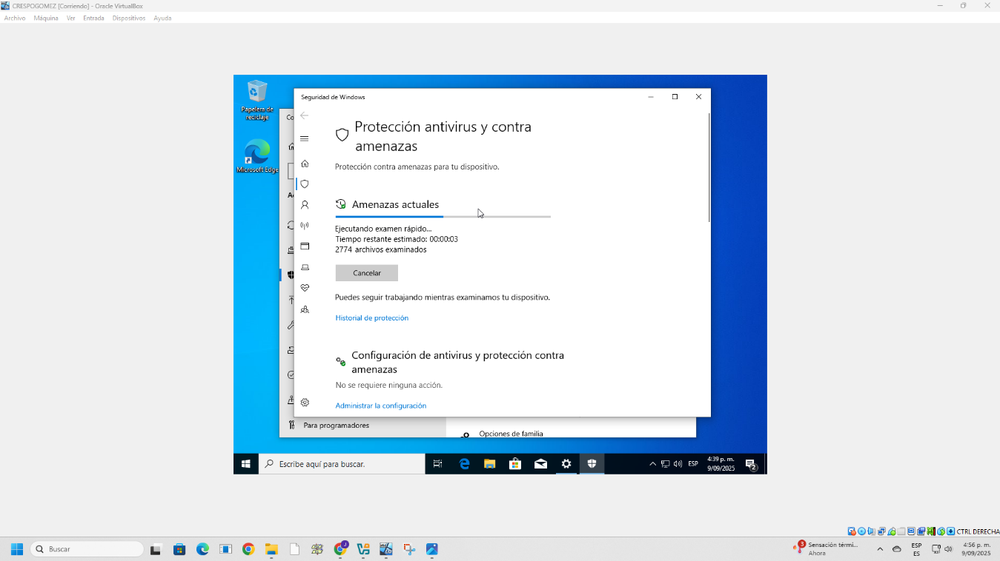 CRESPOGOMEZ [Corriendo] - Oracle VirtualBox
Archivo Máquina Ver Entrada Dispositivos Ayuda
Papelera de
reciclaje
Microsoft Edge
Seguridad de Windows
Protección antivirus y contra
amenazas
Protección contra amenazas para tu dispositivo.
Amenazas actuales
Ejecutando examen rápido...
Tiempo restante estimado: 00:00:03
2774 archivos examinados
Cancelar
Puedes seguir trabajando mientras examinamos tu dispositivo.
Historial de protección
Configuración de antivirus y protección contra
amenazas
No se requiere ninguna acción.
Administrar la configuración
Para programadores
Opciones de familia
Escribe aquí para buscar.
ESP
4:39 p. m.
9/09/2025
2
CTRL DERECHA
Buscar
J
3
Sensación térmi...
Ahora
ESP
ES
4:56 p. m.
9/09/2025